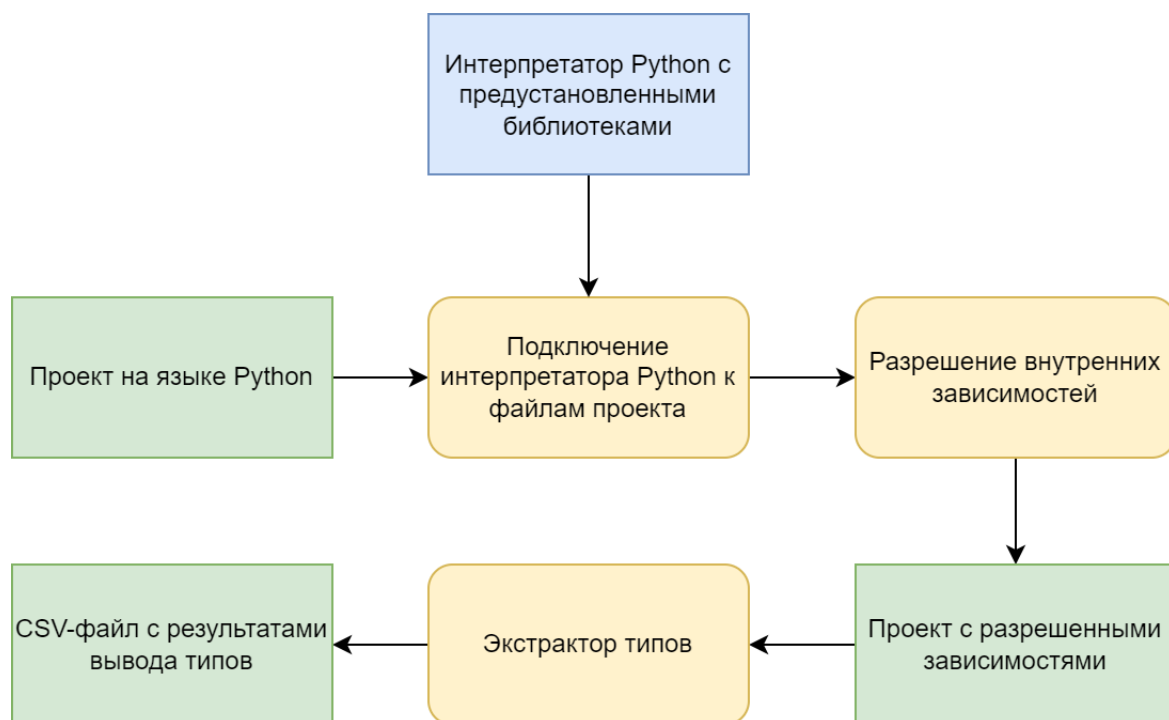 Интерпретатор Python с
предустановленными
библиотеками
Проект на языке Python
Подключение
интерпретатора Python к
файлам проекта
Разрешение внутренних
зависимостей
CSV-файл с результатами
вывода типов
Экстрактор типов
Проект с разрешенными
зависимостями